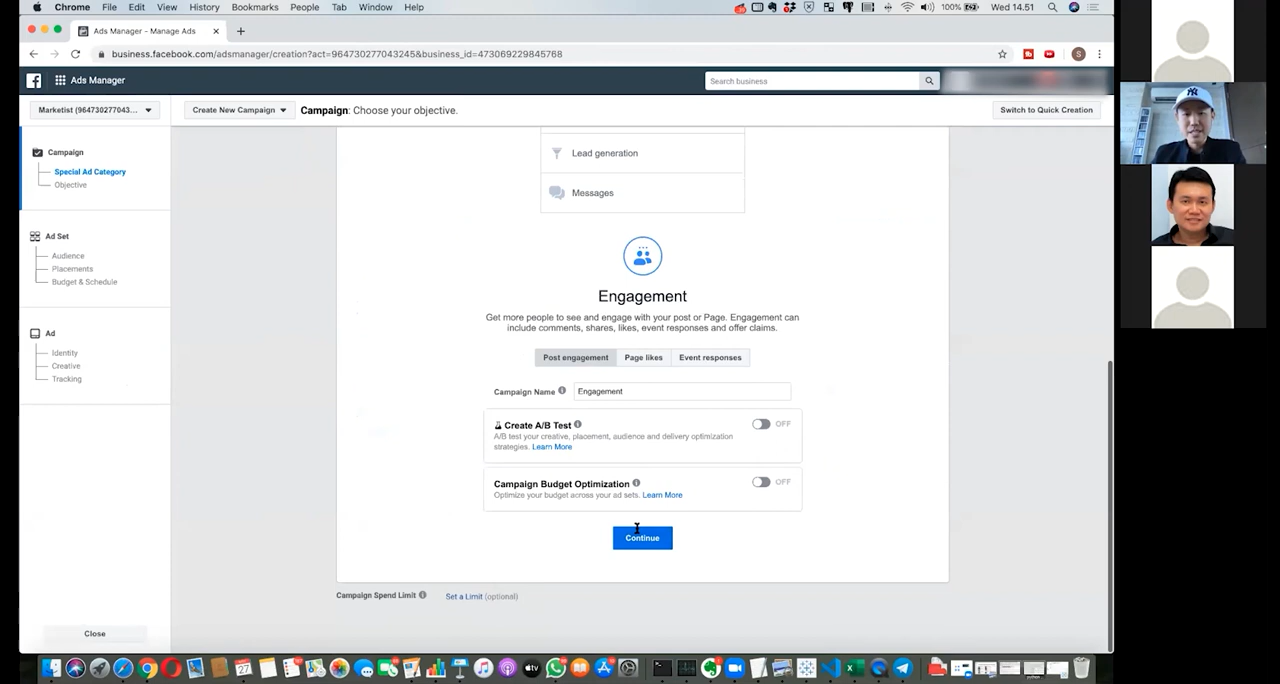 Chrome File Edit View History Bookmarks People Tab Window Help 100% Wed 14.51
Ads Manager - Manage Ads
business.facebook.com/adsmanager/creation?act=964730277043245&business_id=473069229845768
S
Ads Manager
Search business
Marketist (964730277043...
Create New Campaign
Campaign: Choose your objective.
Switch to Quick Creation
Campaign
Special Ad Category
Objective
Ad Set
Audience
Placements
Budget & Schedule
Ad
Identity
Creative
Tracking
Close
Lead generation
Messages
Engagement
Get more people to see and engage with your post or Page. Engagement can
include comments, shares, likes, event responses and offer claims.
Post engagement Page likes Event responses
Campaign Name Engagement
Create A/B Test OFF
A/B test your creative, placement, audience and delivery optimization
strategies. Learn More
Campaign Budget Optimization OFF
Optimize your budget across your ad sets. Learn More
Continue
Campaign Spend Limit Set a Limit (optional)
27
tv